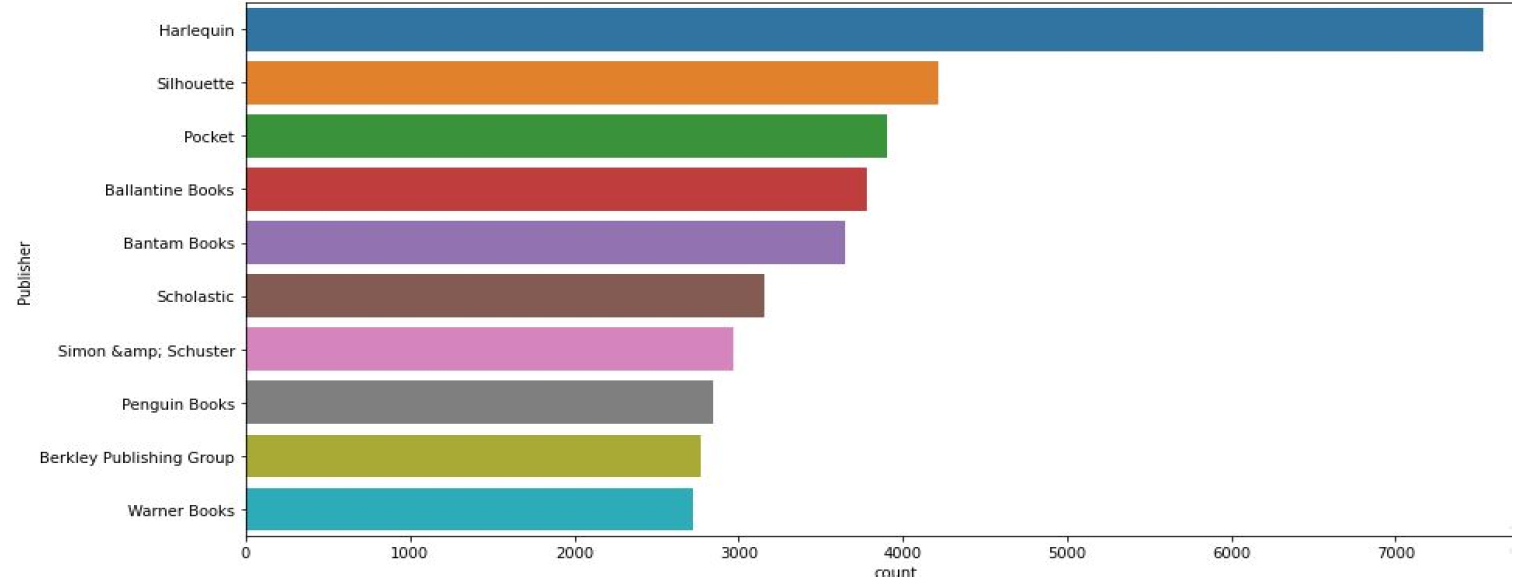 Harlequin
Silhouette
Pocket
Ballantine Books
Bantam Books
Scholastic
Simon &amp; Schuster
Penguin Books
Berkley Publishing Group
Warner Books
Publisher
0 1000 2000 3000 4000 5000 6000 7000
count